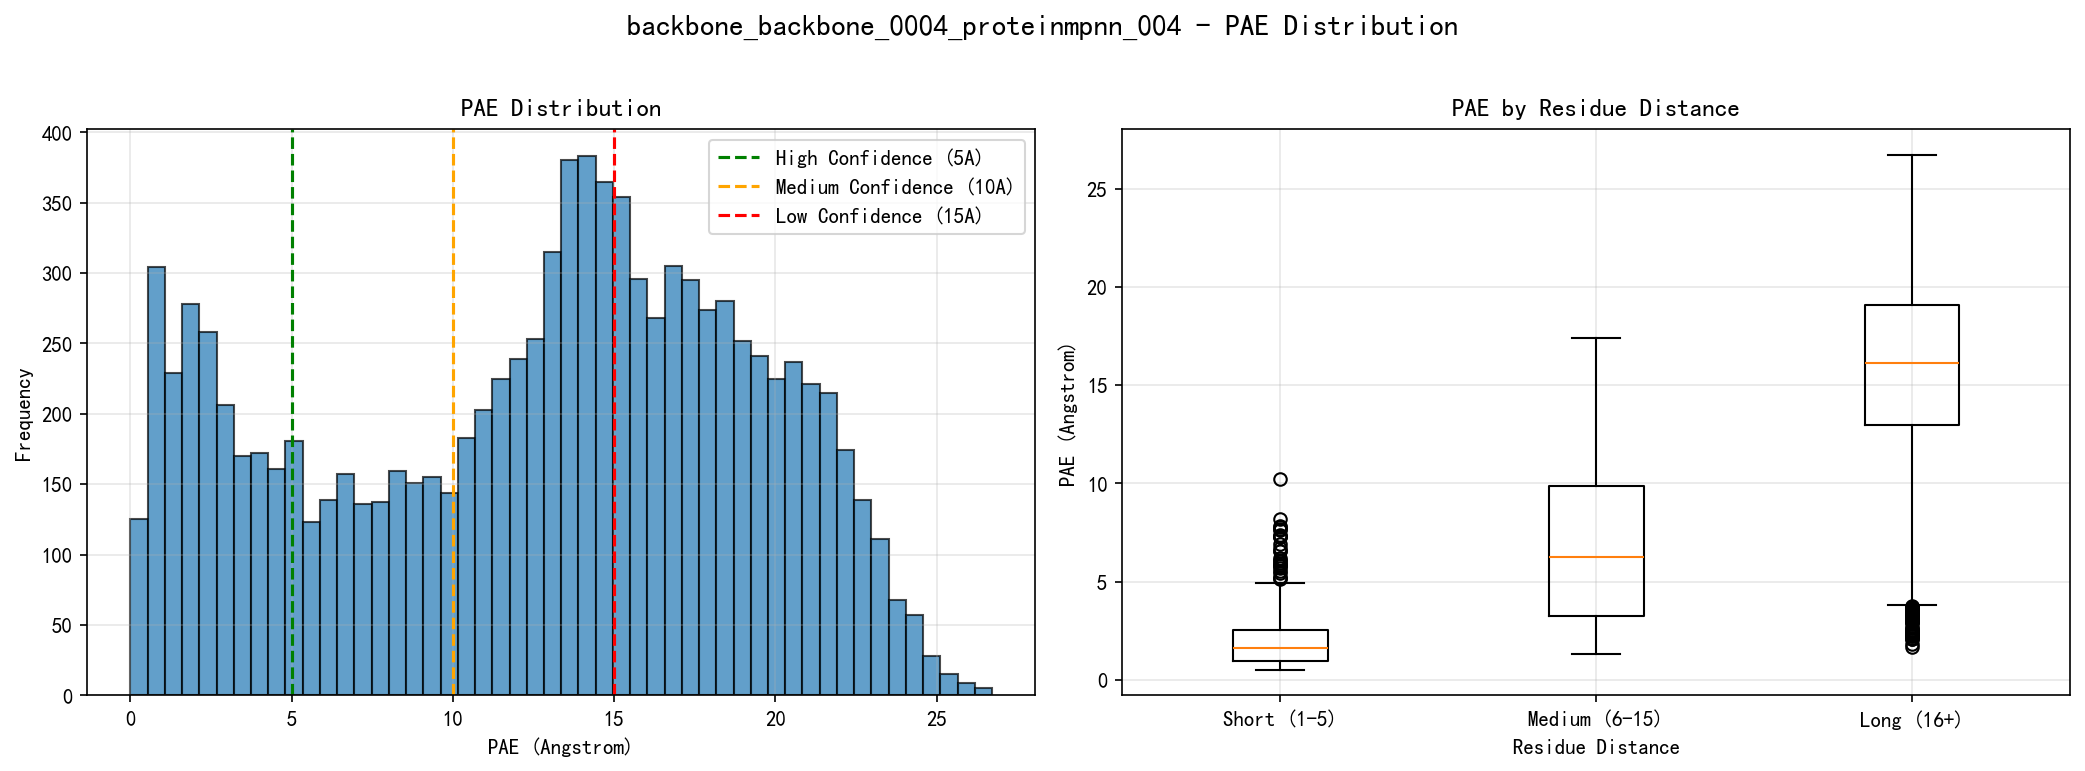 backbone_backbone_0004_proteinmpnn_004 - PAE Distribution
PAE Distribution
400
350
300
250
200
150
100
50
0
Frequency
High Confidence (5A)
Medium Confidence (10A)
Low Confidence (15A)
0
5
10
15
20
25
PAE (Angstrom)
PAE by Residue Distance
25
20
15
10
5
0
PAE (Angstrom)
Short (1-5)
Medium (6-15)
Long (16+)
Residue Distance